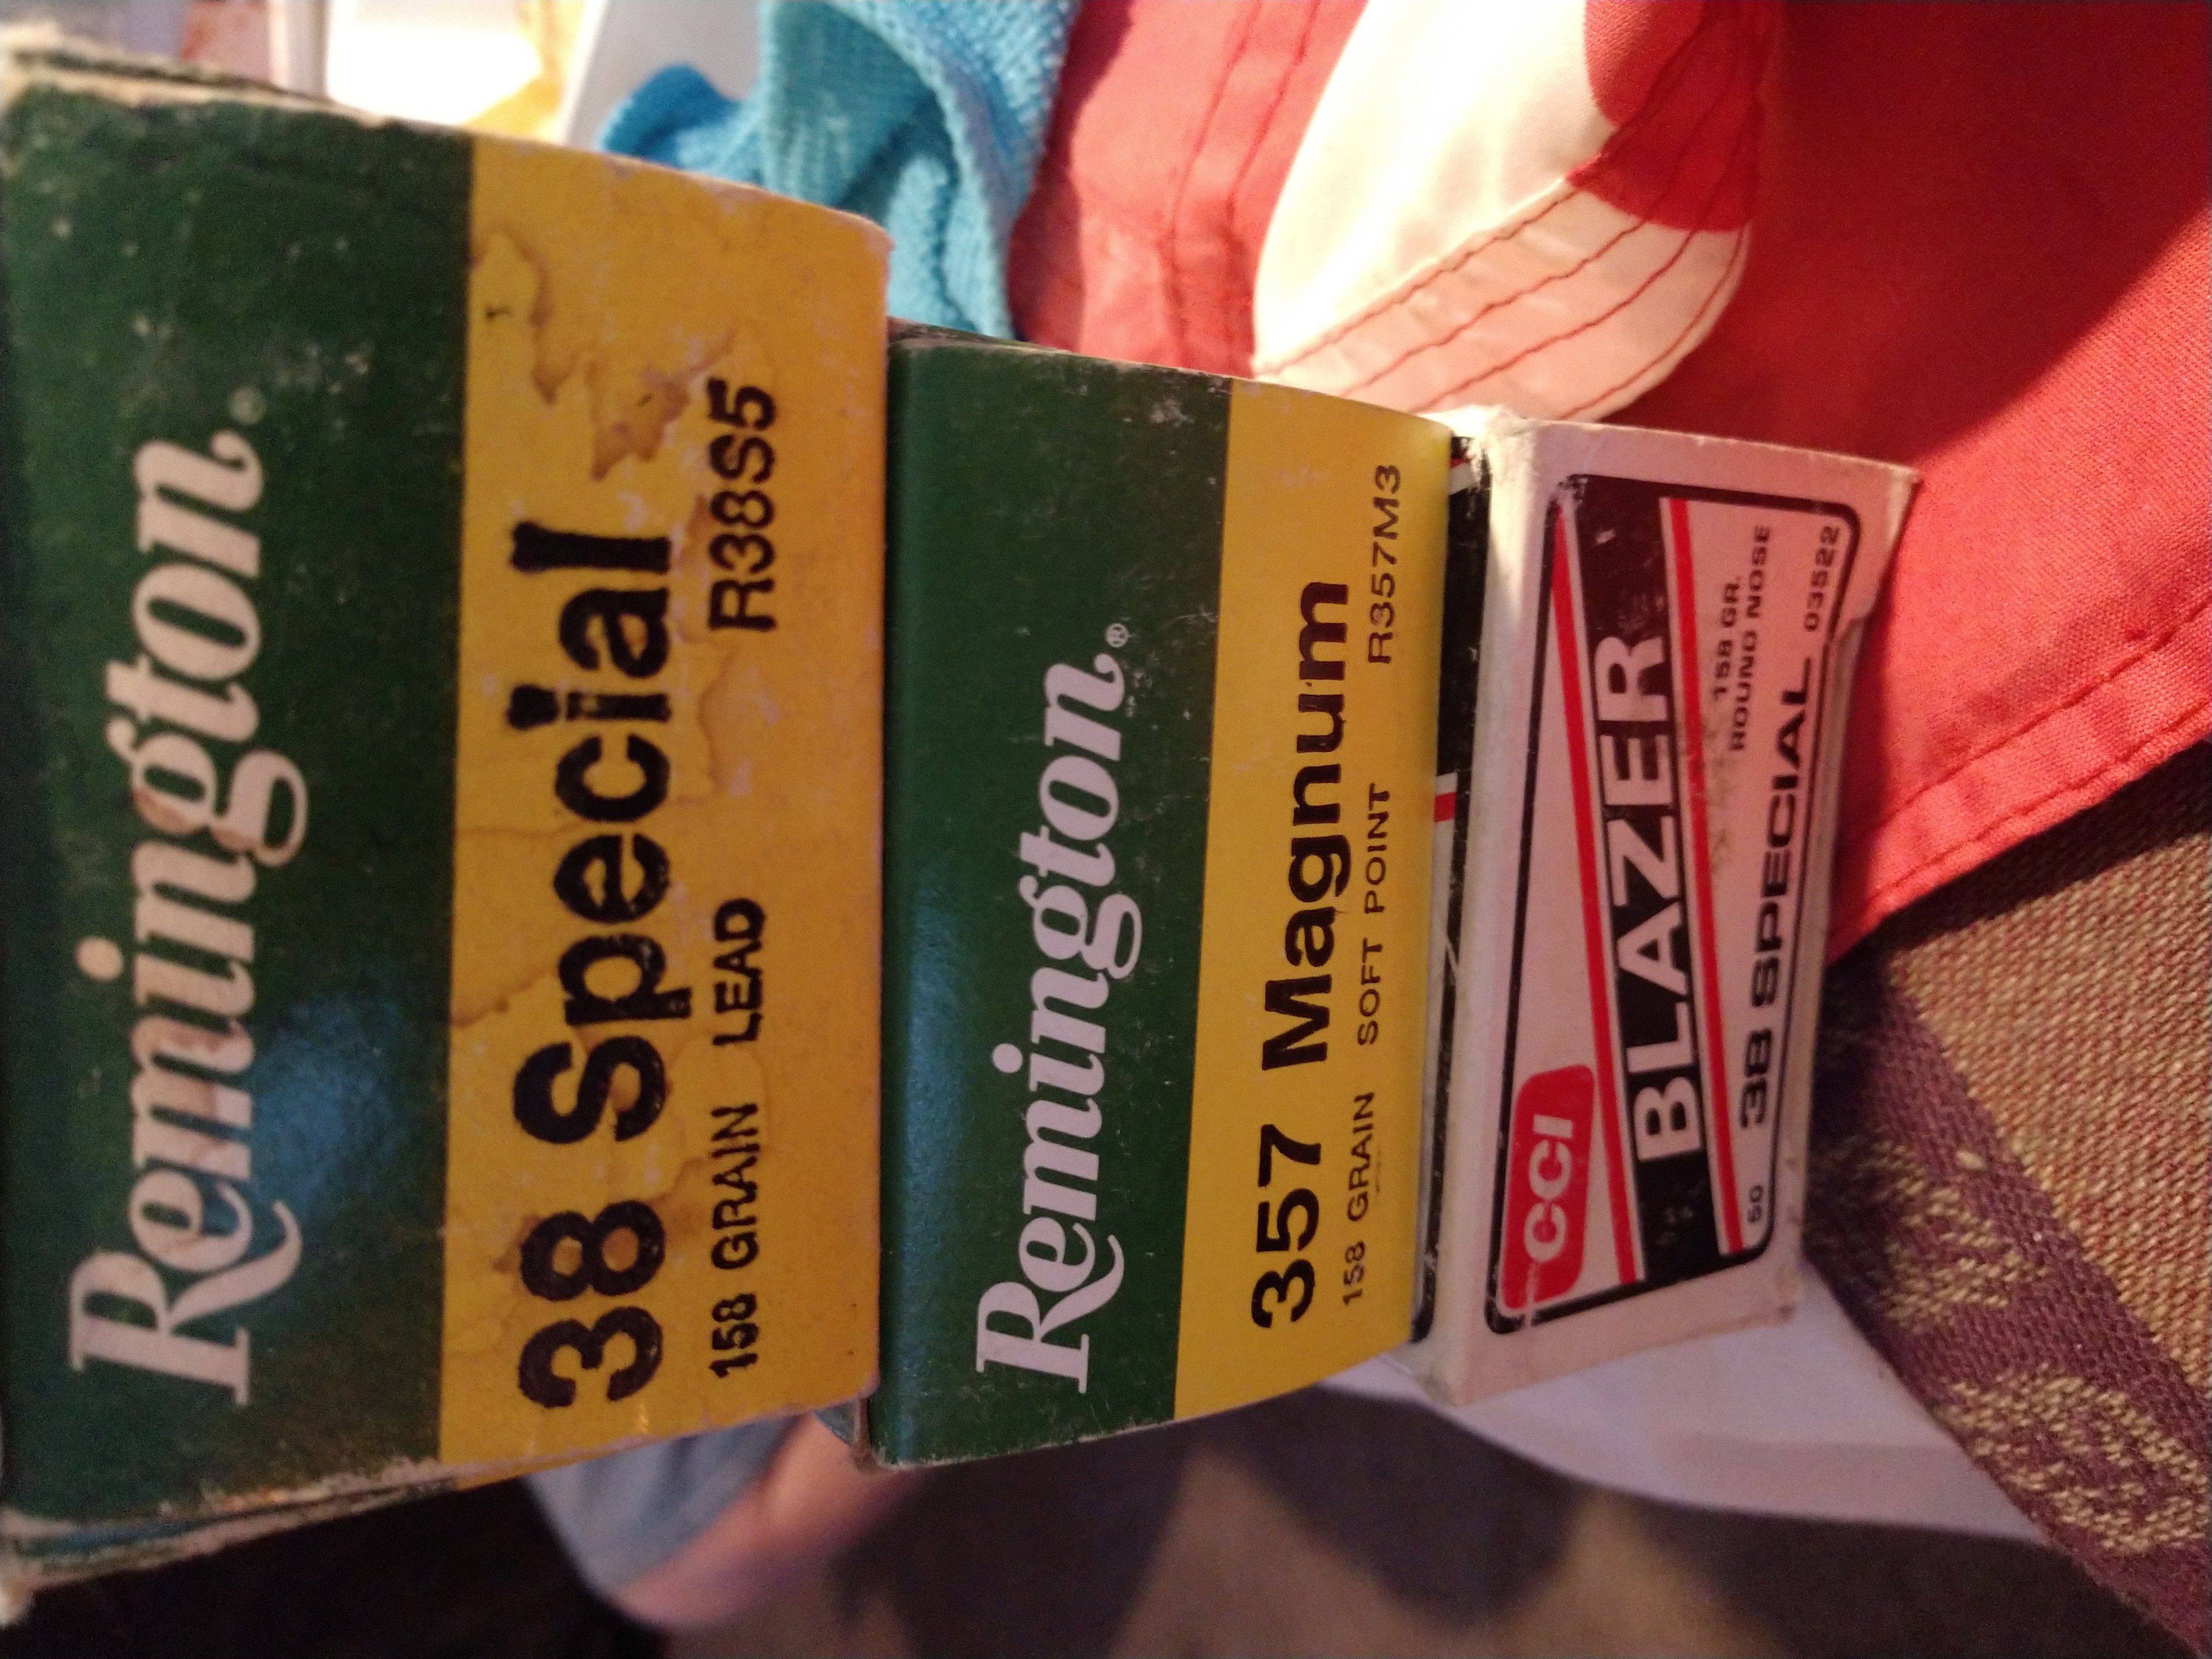 Remington®
38 Special
158 GRAIN LEAD R38S5
Remington®
357 Magnum
158 GRAIN SOFT POINT R357M3
CCI
BLAZER
158 GR.
ROUND NOSE
50 38 SPECIAL 03522